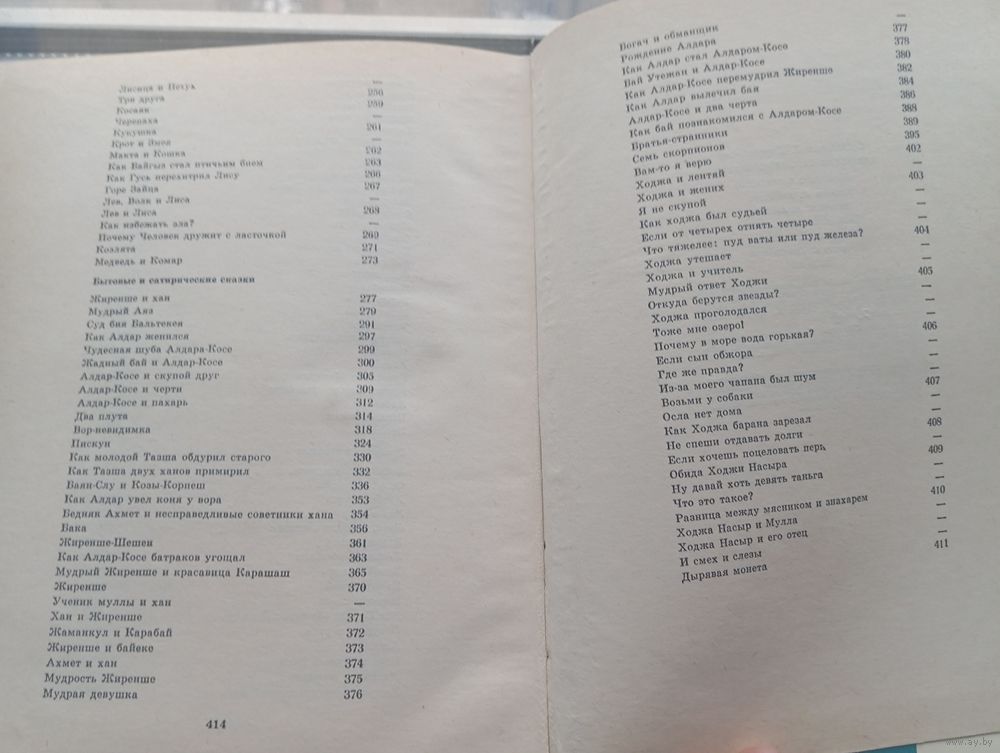 Лисица и Петух —
Три друга 256
Косаяк 259
Черепаха —
Кукушка
Крот и Змея 261
Макта и Кошка
Как Байгыз стал птичьим бием 262
Как Гусь перехитрил Лису 263
Горе Зайца 266
Лев, Волк и Лиса 267
Лев и Лиса —
Как избежать зла? 268
Почему Человек дружит с ласточкой —
Козлята 269
Медведь и Комар 271
273
Бытовые и сатирические сказки
Жиренше и хан 277
Мудрый Аяз 279
Суд бия Бальтекея 291
Как Алдар женился 297
Чудесная шуба Алдара-Косе 299
Жадный бай и Алдар-Косе 300
Алдар-Косе и скупой друг 305
Алдар-Косе и черти 309
Алдар-Косе и пахарь 312
Два плута 314
Вор-невидимка 318
Пискун 324
Как молодой Тазша обдурил старого 330
Как Тазша двух ханов примирил 332
Баян-Слу и Козы-Корпеш 336
Как Алдар увел коня у вора 353
Бедняк Ахмет и несправедливые советники хана 354
Бака 356
Жиренше-Шешен 361
Как Алдар-Косе батраков угощал 363
Мудрый Жиренше и красавица Карашаш 365
Жиренше 370
Ученик муллы и хан —
Хан и Жиренше 371
Жаманкул и Карабай 372
Жиренше и байеке 373
Ахмет и хан 374
Мудрость Жиренше 375
Мудрая девушка 376
414
Богач и обманщик —
Рождение Алдара 377
Как Алдар стал Алдаром-Косе 378
Бай Утежан и Алдар-Косе 380
Как Алдар-Косе перемудрил Жиренше 382
Как Алдар вылечил бая 384
Алдар-Косе и два черта 386
Как бай познакомился с Алдаром-Косе 388
Братья-странники 389
Семь скорпионов 395
Вам-то я верю 402
Ходжа и лентяй —
Ходжа и жених 403
Я не скупой —
Как ходжа был судьей —
Если от четырех отнять четыре —
Что тяжелее: пуд ваты или пуд железа? 404
Ходжа утешает —
Ходжа и учитель —
Мудрый ответ Ходжи 405
Откуда берутся звезды? —
Ходжа проголодался —
Тоже мне озеро! —
Почему в море вода горькая? 406
Если сын обжора —
Где же правда? —
Из-за моего чапана был шум —
Возьми у собаки 407
Осла нет дома —
Как Ходжа барана зарезал —
Не спеши отдавать долги 408
Если хочешь поцеловать перь —
Обида Ходжи Насыра 409
Ну давай хоть девять таньга —
Что это такое? —
Разница между мясником и знахарем 410
Ходжа Насыр и Мулла —
Ходжа Насыр и его отец —
И смех и слезы —
Дырявая монета 411
www.ay.by